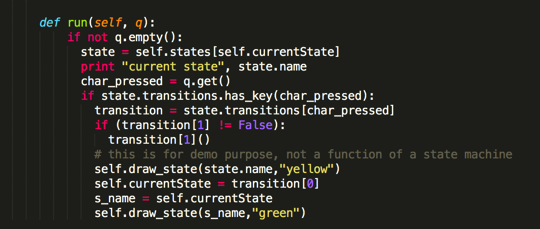 def run(self, q):
if not q.empty():
state = self.states[self.currentState]
print "current state", state.name
char_pressed = q.get()
if state.transitions.has_key(char_pressed):
transition = state.transitions[char_pressed]
if (transition[1] != False):
transition[1]()
# this is for demo purpose, not a function of a state machine
self.draw_state(state.name,"yellow")
self.currentState = transition[0]
s_name = self.currentState
self.draw_state(s_name,"green")